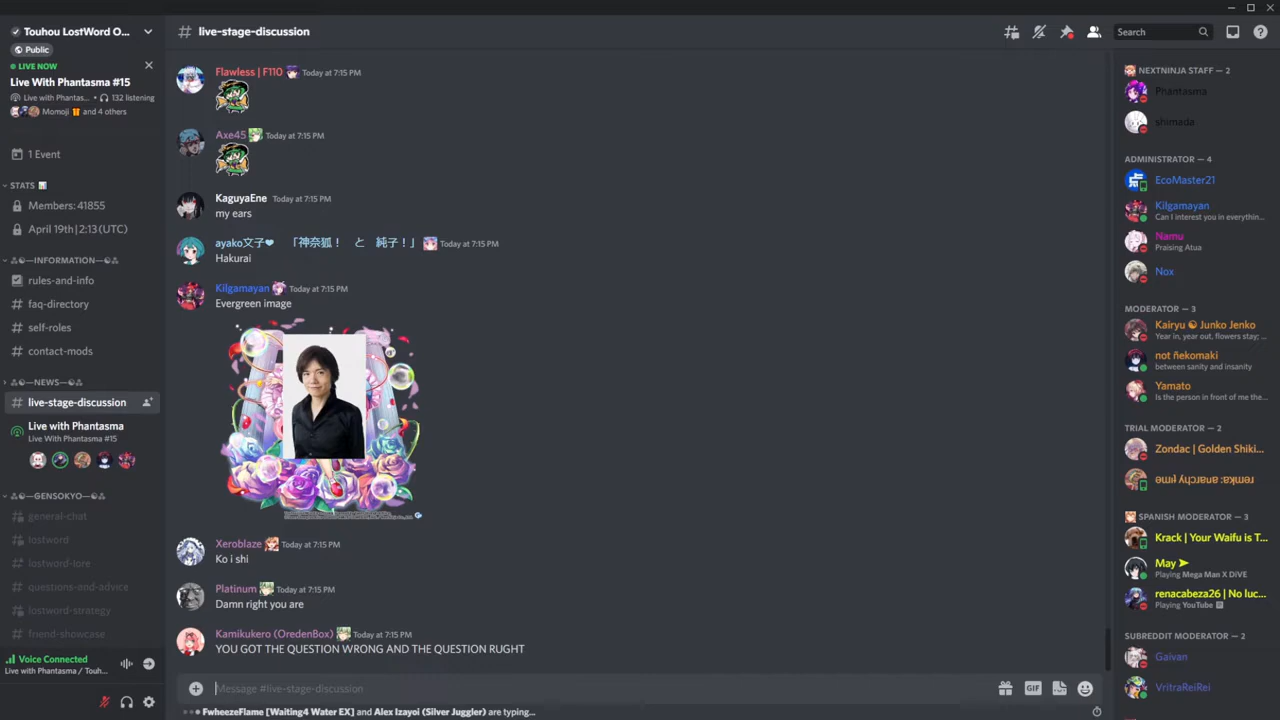 Touhou LostWord O...
Public
LIVE NOW
Live With Phantasma #15
Live with Phantas... • 132 listening
Momoji and 4 others
1 Event
STATS
Members: 41855
April 19th | 2:13 (UTC)
INFORMATION
rules-and-info
faq-directory
self-roles
contact-mods
NEWS
live-stage-discussion
Live with Phantasma
Live With Phantasma #15
GENSOKYO
general-chat
lostword
lostword-lore
questions-and-advice
lostword-strategy
friend-showcase
Voice Connected
Live with Phantasma / Touh...
# live-stage-discussion
Search
Flawless | F110 Today at 7:15 PM
Axe45 Today at 7:15 PM
KaguyaEne Today at 7:15 PM
my ears
ayako文子❤ 「神奈狐！ と 純子！」 Today at 7:15 PM
Hakurai
Kilgamayan Today at 7:15 PM
Evergreen image
Xeroblaze Today at 7:15 PM
Ko i shi
Platinum Today at 7:15 PM
Damn right you are
Kamikukero (OredenBox) Today at 7:15 PM
YOU GOT THE QUESTION WRONG AND THE QUESTION RUGHT
Message #live-stage-discussion
GIF
FwheezeFlame [Waiting4 Water EX] and Alex Izayoi (Silver Juggler) are typing...
NEXTNINJA STAFF — 2
Phantasma
shimada
ADMINISTRATOR — 4
EcoMaster21
Kilgamayan
Can I interest you in everythin...
Namu
Praising Atua
Nox
MODERATOR — 3
Kairyu ☯ Junko Jenko
Year in, year out, flowers stay; ...
not ñekomaki
between sanity and insanity
Yamato
Is the person in front of me the...
TRIAL MODERATOR — 2
Zondac | Golden Shiki...
SPANISH MODERATOR — 3
Krack | Your Waifu is T...
May ➤
Playing Mega Man X DiVE
renacabeza26 | No luc...
Playing YouTube
SUBREDDIT MODERATOR — 2
Gaivan
VritraReiRei